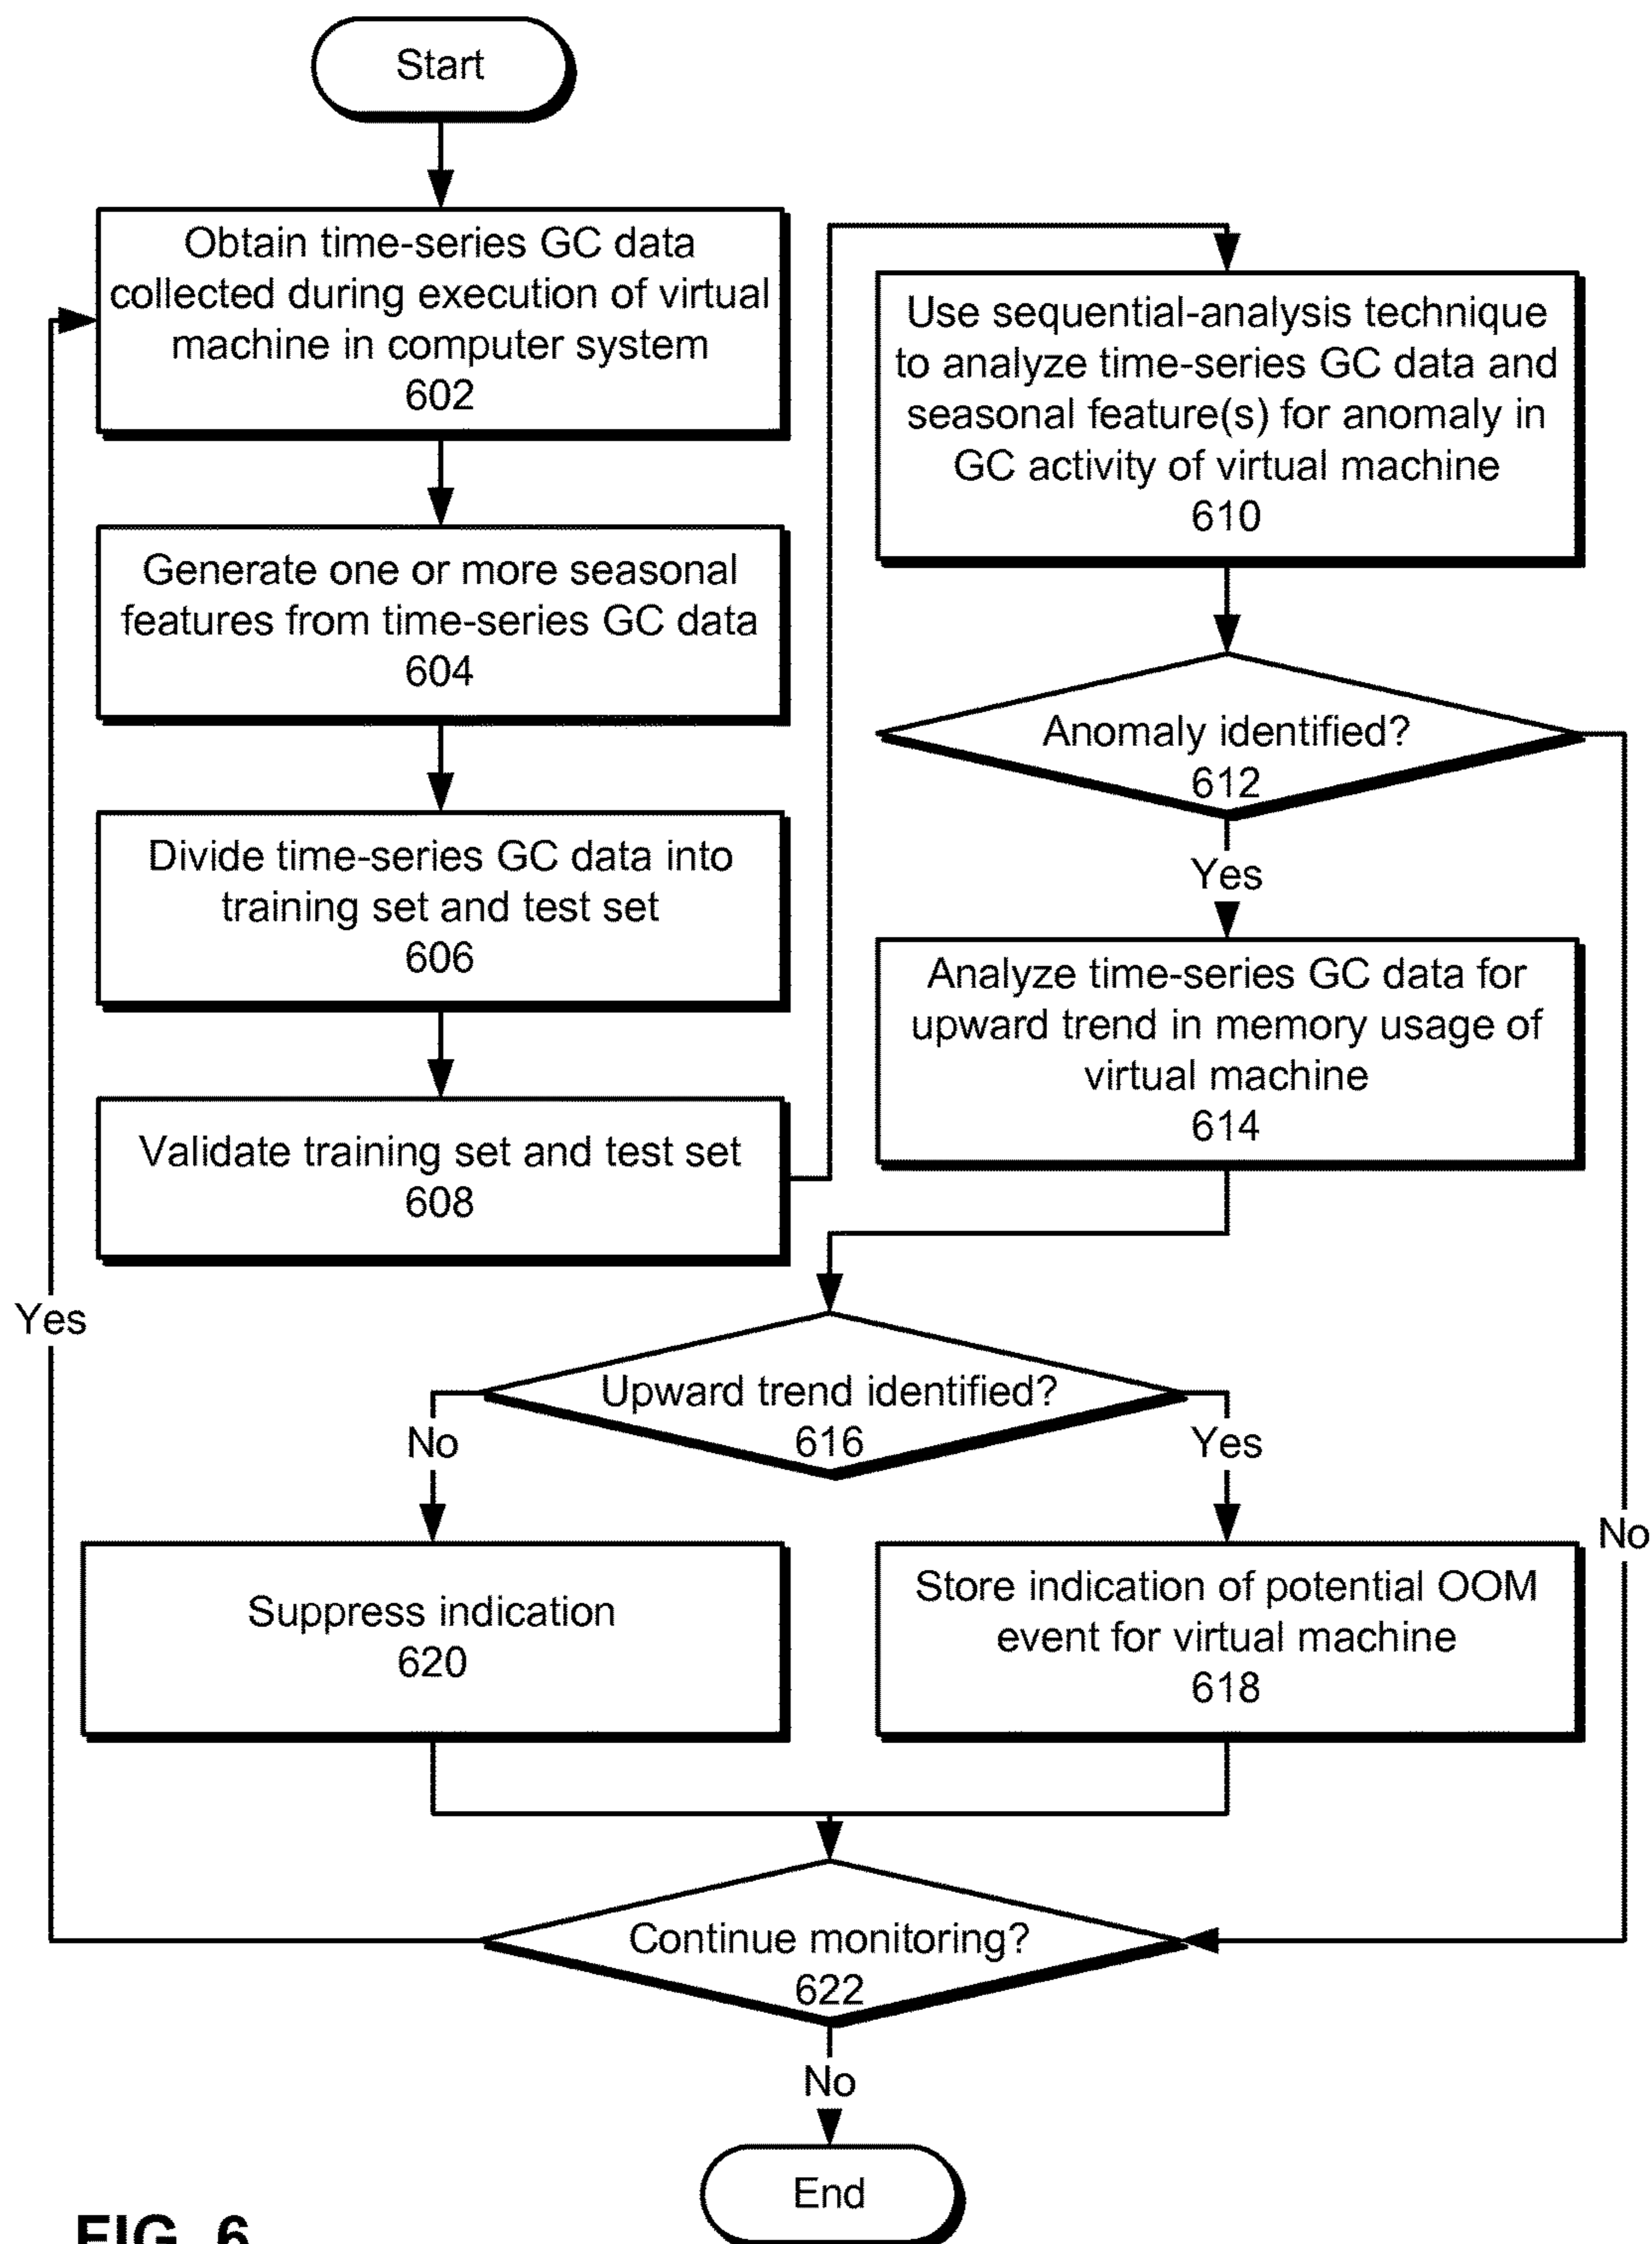 Start
Obtain time-series GC data
collected during execution of virtual
machine in computer system
602
Generate one or more seasonal
features from time-series GC data
604
Divide time-series GC data into
training set and test set
606
Validate training set and test set
608
Use sequential-analysis technique
to analyze time-series GC data and
seasonal feature(s) for anomaly in
GC activity of virtual machine
610
Anomaly identified?
612
Yes
Analyze time-series GC data for
upward trend in memory usage of
virtual machine
614
Yes
Upward trend identified?
616
No
Yes
No
Suppress indication
620
Store indication of potential OOM
event for virtual machine
618
Continue monitoring?
622
No
End
FIG. 6